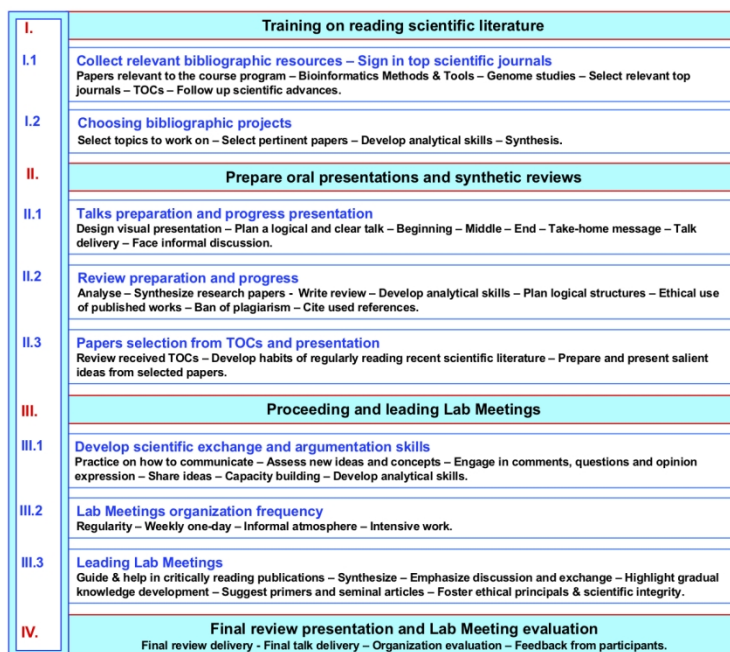 I. Training on reading scientific literature
I.1 Collect relevant bibliographic resources – Sign in top scientific journals
Papers relevant to the course program – Bioinformatics Methods & Tools – Genome studies – Select relevant top
journals – TOCs – Follow up scientific advances.
I.2 Choosing bibliographic projects
Select topics to work on – Select pertinent papers – Develop analytical skills – Synthesis.
II. Prepare oral presentations and synthetic reviews
II.1 Talks preparation and progress presentation
Design visual presentation – Plan a logical and clear talk – Beginning – Middle – End – Take-home message – Talk
delivery – Face informal discussion.
II.2 Review preparation and progress
Analyse – Synthesize research papers - Write review – Develop analytical skills – Plan logical structures – Ethical use
of published works – Ban of plagiarism – Cite used references.
II.3 Papers selection from TOCs and presentation
Review received TOCs – Develop habits of regularly reading recent scientific literature – Prepare and present salient
ideas from selected papers.
III. Proceeding and leading Lab Meetings
III.1 Develop scientific exchange and argumentation skills
Practice on how to communicate – Assess new ideas and concepts – Engage in comments, questions and opinion
expression – Share ideas – Capacity building – Develop analytical skills.
III.2 Lab Meetings organization frequency
Regularity – Weekly one-day – Informal atmosphere – Intensive work.
III.3 Leading Lab Meetings
Guide & help in critically reading publications – Synthesize – Emphasize discussion and exchange – Highlight gradual
knowledge development – Suggest primers and seminal articles – Foster ethical principals & scientific integrity.
IV. Final review presentation and Lab Meeting evaluation
Final review delivery - Final talk delivery – Organization evaluation – Feedback from participants.